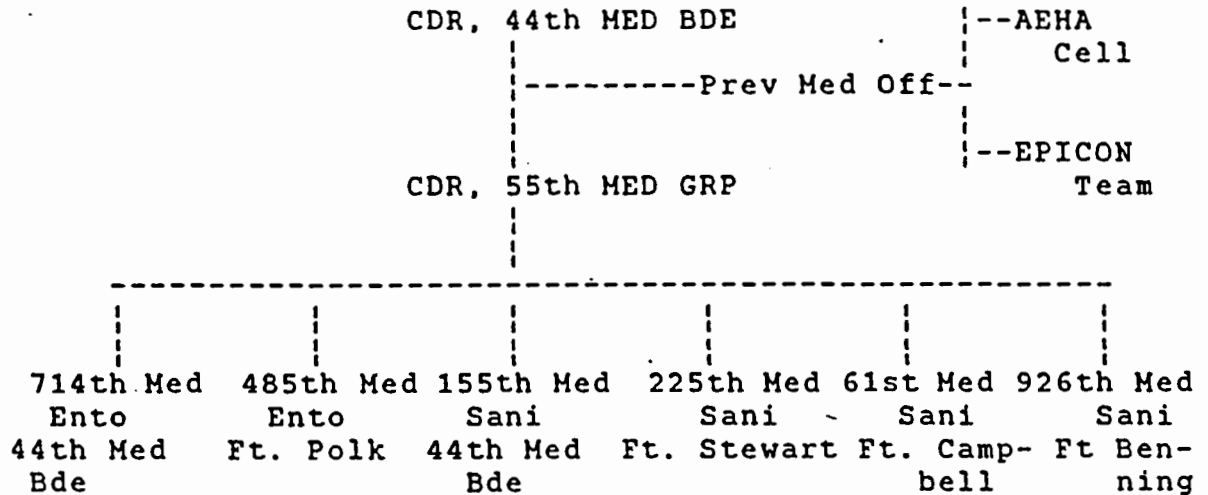 CDR, 44th MED BDE
--AEHA
Cell
---------Prev Med Off--
--EPICON
Team
CDR, 55th MED GRP
714th Med 485th Med 155th Med 225th Med 61st Med 926th Med
Ento Ento Sani Sani Sani Sani
44th Med Ft. Polk 44th Med Ft. Stewart Ft. Camp- Ft Ben-
Bde Bde bell ning